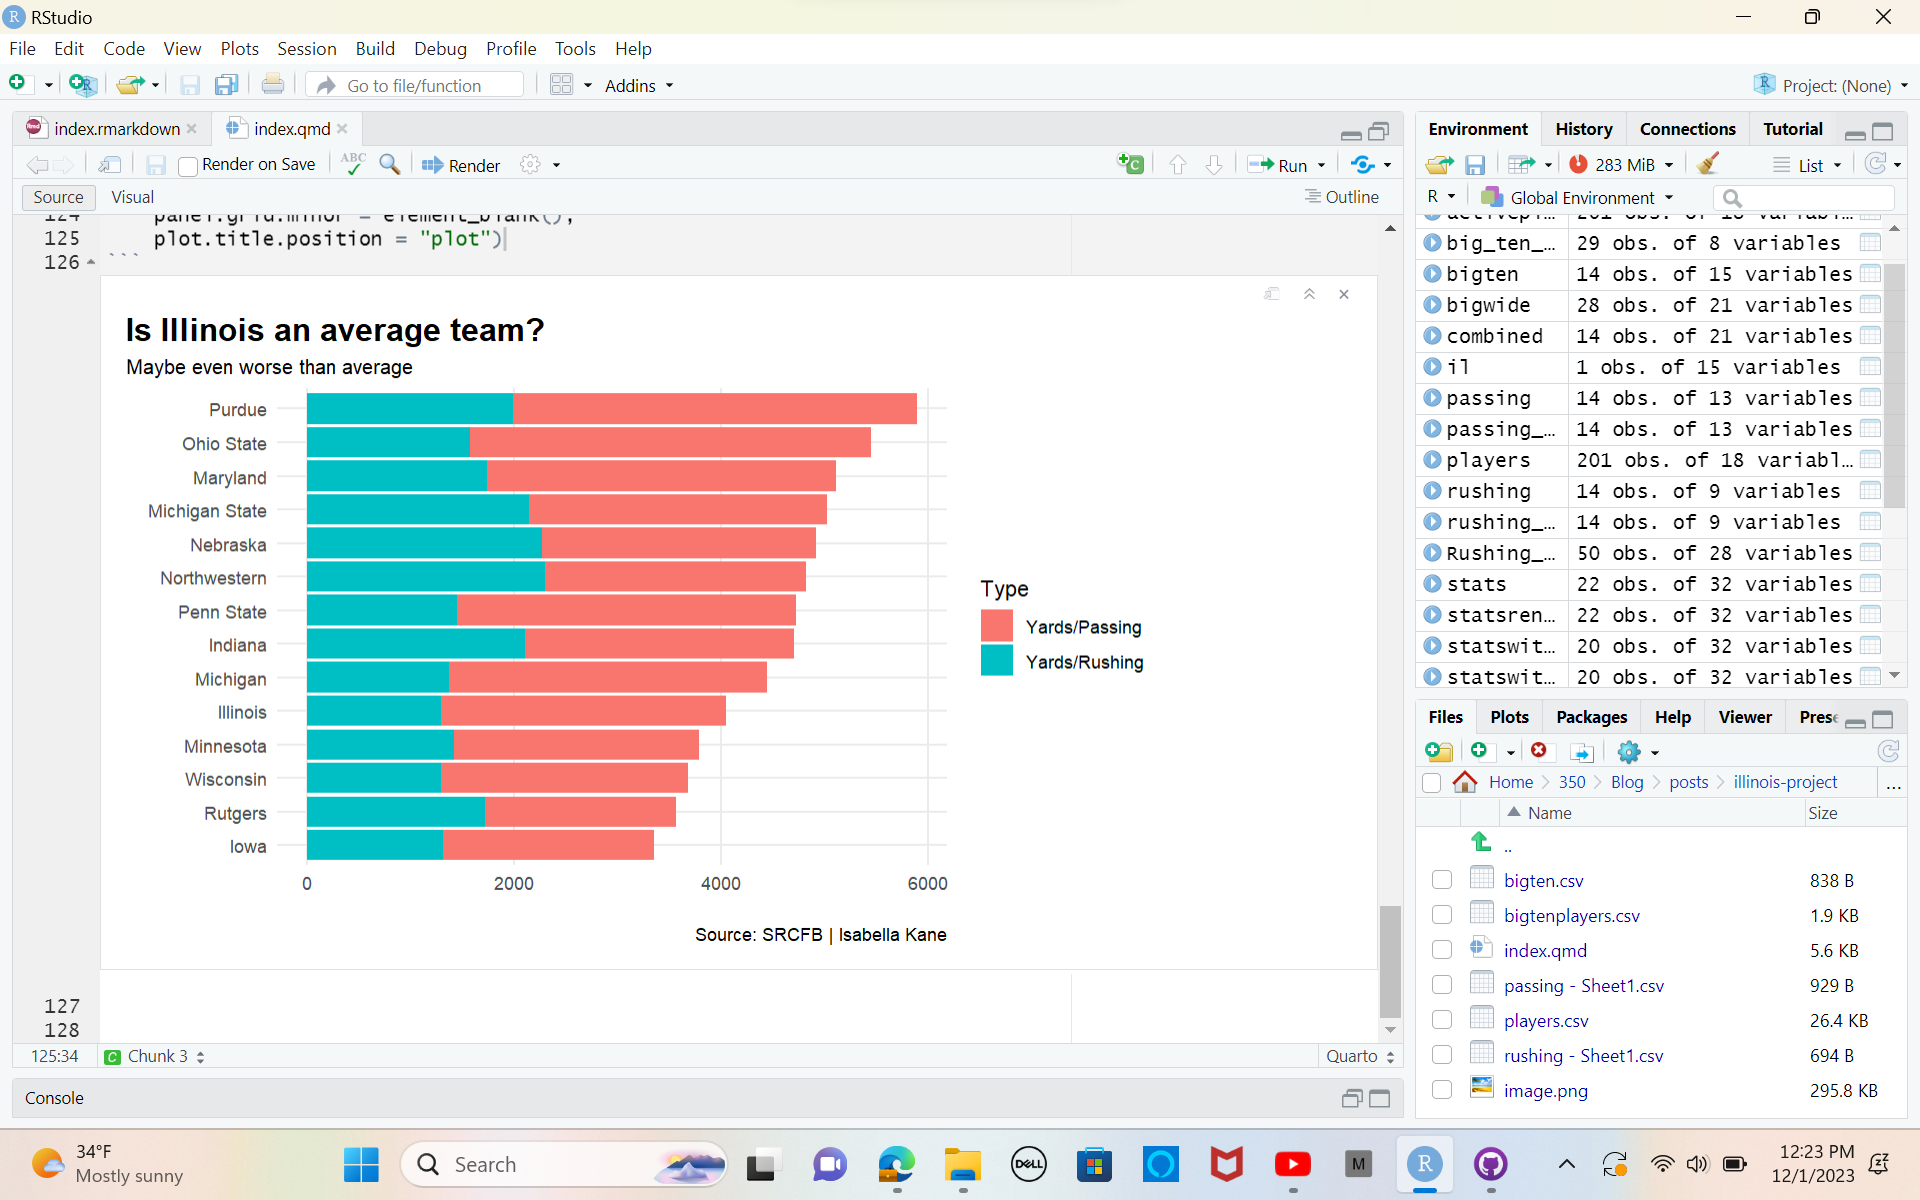 RStudio
File Edit Code View Plots Session Build Debug Profile Tools Help
Go to file/function
Addins
Project: (None)
index.rmarkdown
index.qmd
Render on Save
ABC
Render
Run
Source
Visual
Outline
124 panel.grid.minor = element_blank(),
125 plot.title.position = "plot")
126 ```
Is Illinois an average team?
Maybe even worse than average
Purdue
Ohio State
Maryland
Michigan State
Nebraska
Northwestern
Penn State
Indiana
Michigan
Illinois
Minnesota
Wisconsin
Rutgers
Iowa
0 2000 4000 6000
Type
Yards/Passing
Yards/Rushing
Source: SRCFB | Isabella Kane
127
128
125:34
Chunk 3
Quarto
Console
Environment History Connections Tutorial
283 MiB
List
R
Global Environment
big_ten_… 29 obs. of 8 variables
bigten 14 obs. of 15 variables
bigwide 28 obs. of 21 variables
combined 14 obs. of 21 variables
il 1 obs. of 15 variables
passing 14 obs. of 13 variables
passing_… 14 obs. of 13 variables
players 201 obs. of 18 variabl…
rushing 14 obs. of 9 variables
rushing_… 14 obs. of 9 variables
Rushing_… 50 obs. of 28 variables
stats 22 obs. of 32 variables
statsren… 22 obs. of 32 variables
statswit… 20 obs. of 32 variables
statswit… 20 obs. of 32 variables
Files Plots Packages Help Viewer Prese
Home 350 Blog posts illinois-project ...
Name Size
..
bigten.csv 838 B
bigtenplayers.csv 1.9 KB
index.qmd 5.6 KB
passing - Sheet1.csv 929 B
players.csv 26.4 KB
rushing - Sheet1.csv 694 B
image.png 295.8 KB
34°F
Mostly sunny
Search
DELL
M
R
12:23 PM
12/1/2023